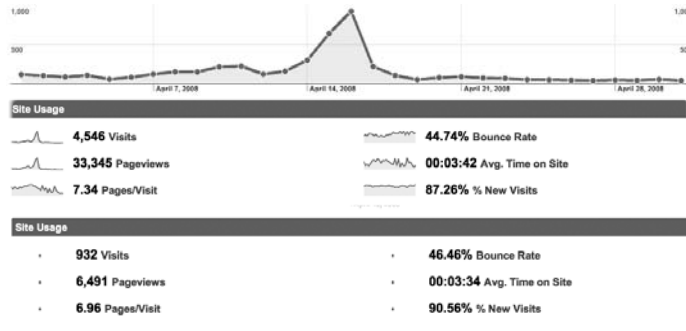 1,000
1,00
500
50
April 7, 2008
April 14, 2008
April 21, 2008
April 28, 2008
Site Usage
4,546 Visits
44.74% Bounce Rate
33,345 Pageviews
00:03:42 Avg. Time on Site
7.34 Pages/Visit
87.26% % New Visits
Site Usage
932 Visits
46.46% Bounce Rate
6,491 Pageviews
00:03:34 Avg. Time on Site
6.96 Pages/Visit
90.56% % New Visits